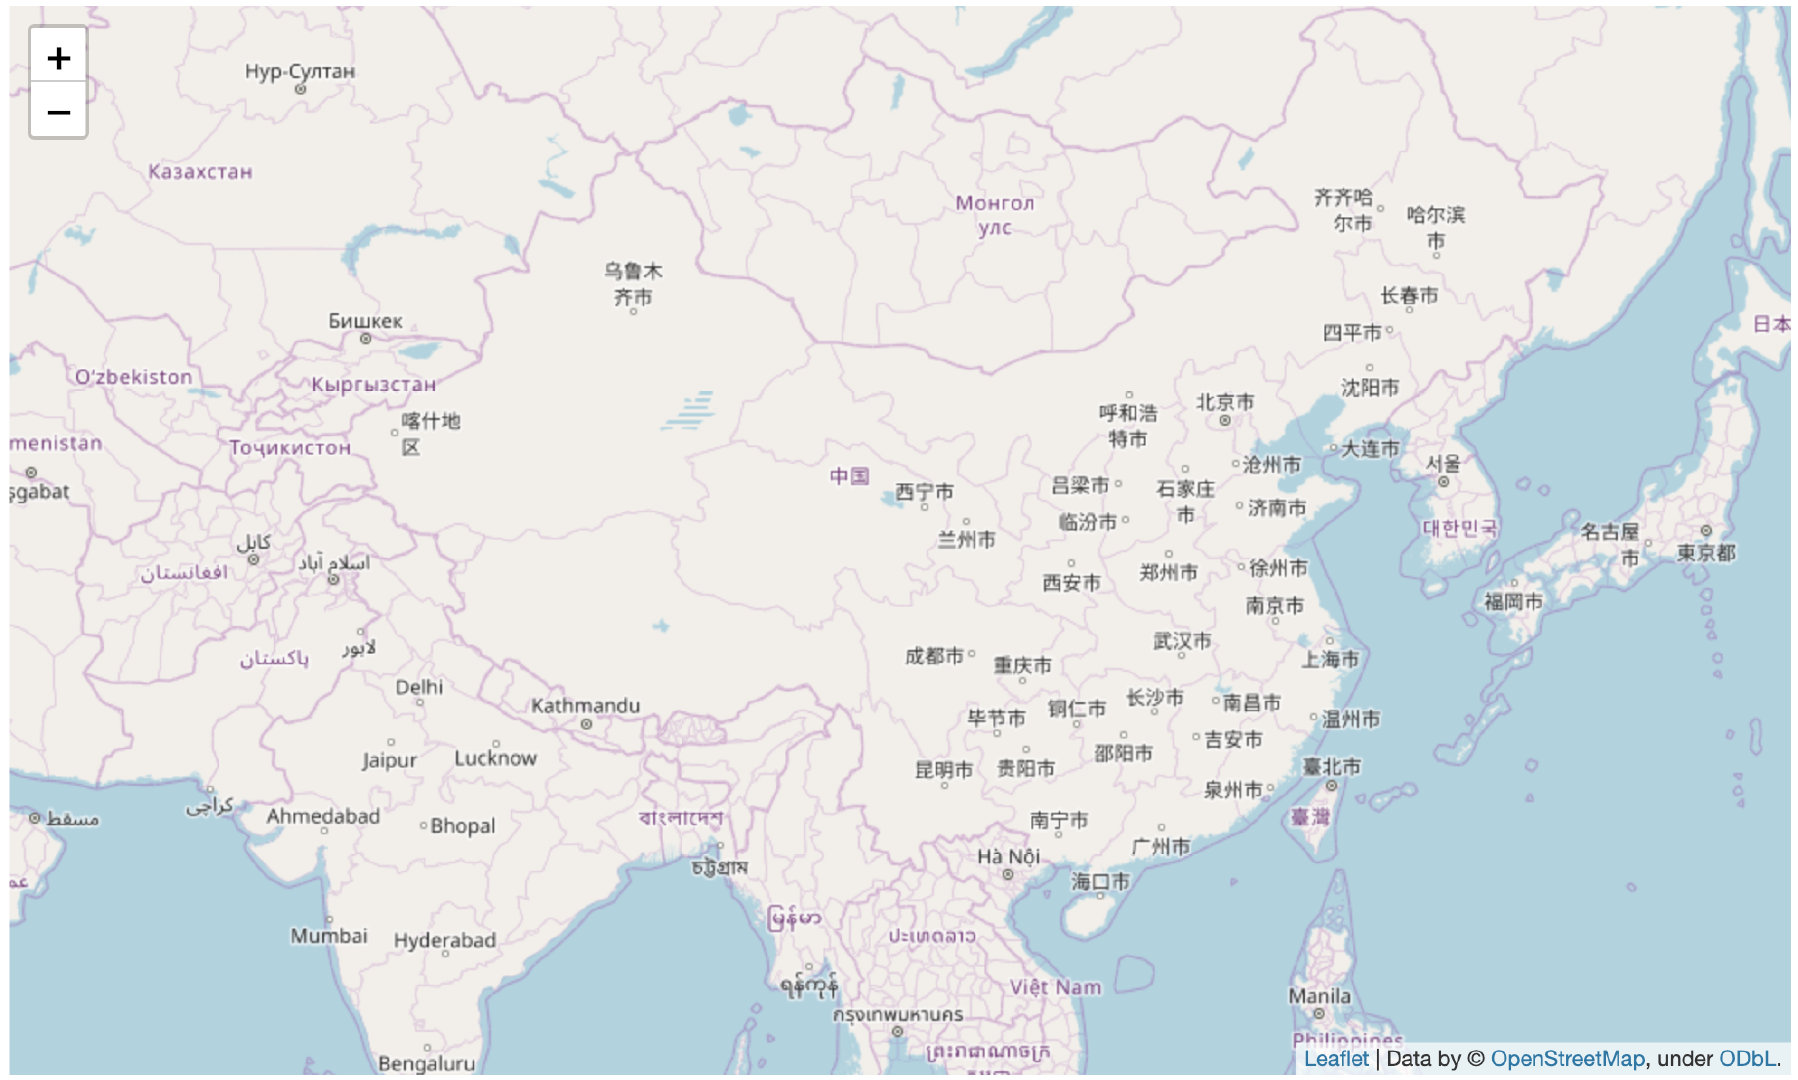 +
−
Нур-Султан
Казахстан
Монгол
улс
齐齐哈
尔市
哈尔滨
市
乌鲁木
齐市
长春市
Бишкек
四平市
日本
O‘zbekiston
Кыргызстан
沈阳市
呼和浩
特市
北京市
喀什地
区
menistan
Тоҷикистон
大连市
서울
沧州市
中国
şgabat
西宁市
吕梁市
石家庄
市
济南市
临汾市
대한민국
兰州市
名古屋
市
東京都
کابل
اسلام آباد
افغانستان
西安市
郑州市
徐州市
南京市
福岡市
لاہور
پاکستان
成都市
重庆市
武汉市
上海市
Delhi
Kathmandu
毕节市
铜仁市
长沙市
南昌市
温州市
Jaipur
Lucknow
昆明市
贵阳市
邵阳市
吉安市
臺北市
کراچی
泉州市
مسقط
Ahmedabad
Bhopal
বাংলাদেশ
南宁市
臺灣
广州市
চট্টগ্রাম
Hà Nội
海口市
عم
မြန်မာ
Mumbai
Hyderabad
ປະເທດລາວ
ရန်ကုန်
Việt Nam
Manila
กรุงเทพมหานคร
Philippines
Bengaluru
Leaflet | Data by © OpenStreetMap, under ODbL.